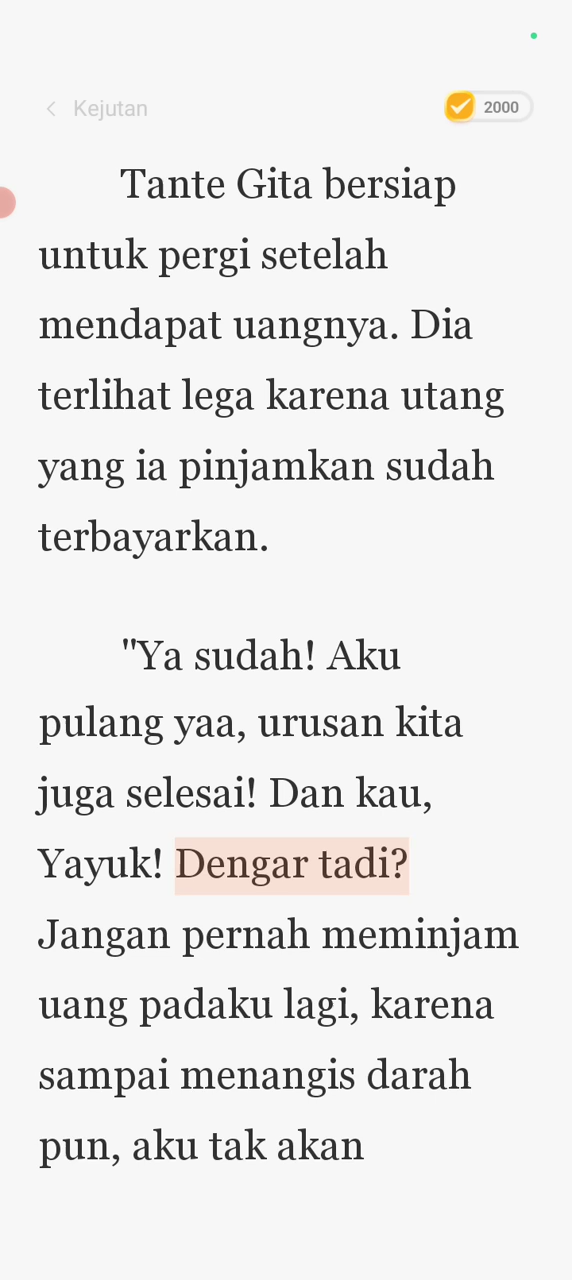 Kejutan
2000
Tante Gita bersiap
untuk pergi setelah
mendapat uangnya. Dia
terlihat lega karena utang
yang ia pinjamkan sudah
terbayarkan.
"Ya sudah! Aku
pulang yaa, urusan kita
juga selesai! Dan kau,
Yayuk! Dengar tadi?
Jangan pernah meminjam
uang padaku lagi, karena
sampai menangis darah
pun, aku tak akan